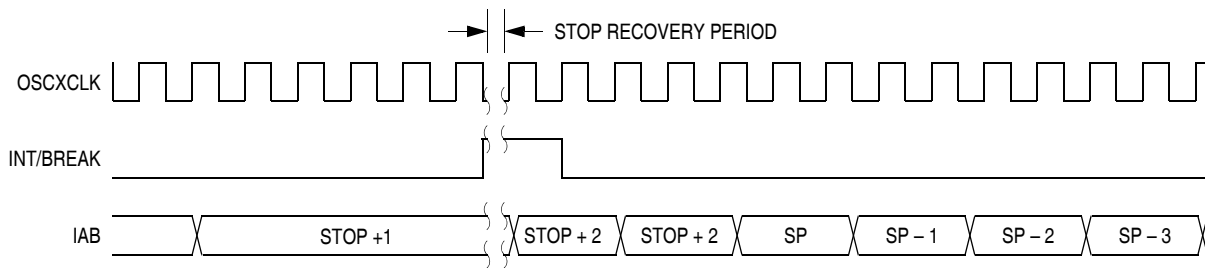 STOP RECOVERY PERIOD
OSCXCLK
INT/BREAK
IAB STOP +1 STOP + 2 STOP + 2 SP SP – 1 SP – 2 SP – 3